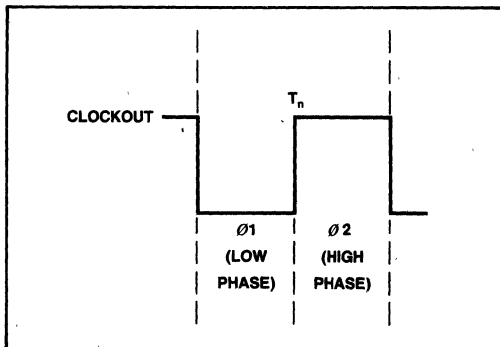 Tn
CLOCKOUT
Ø1 Ø2
(LOW (HIGH
PHASE) PHASE)